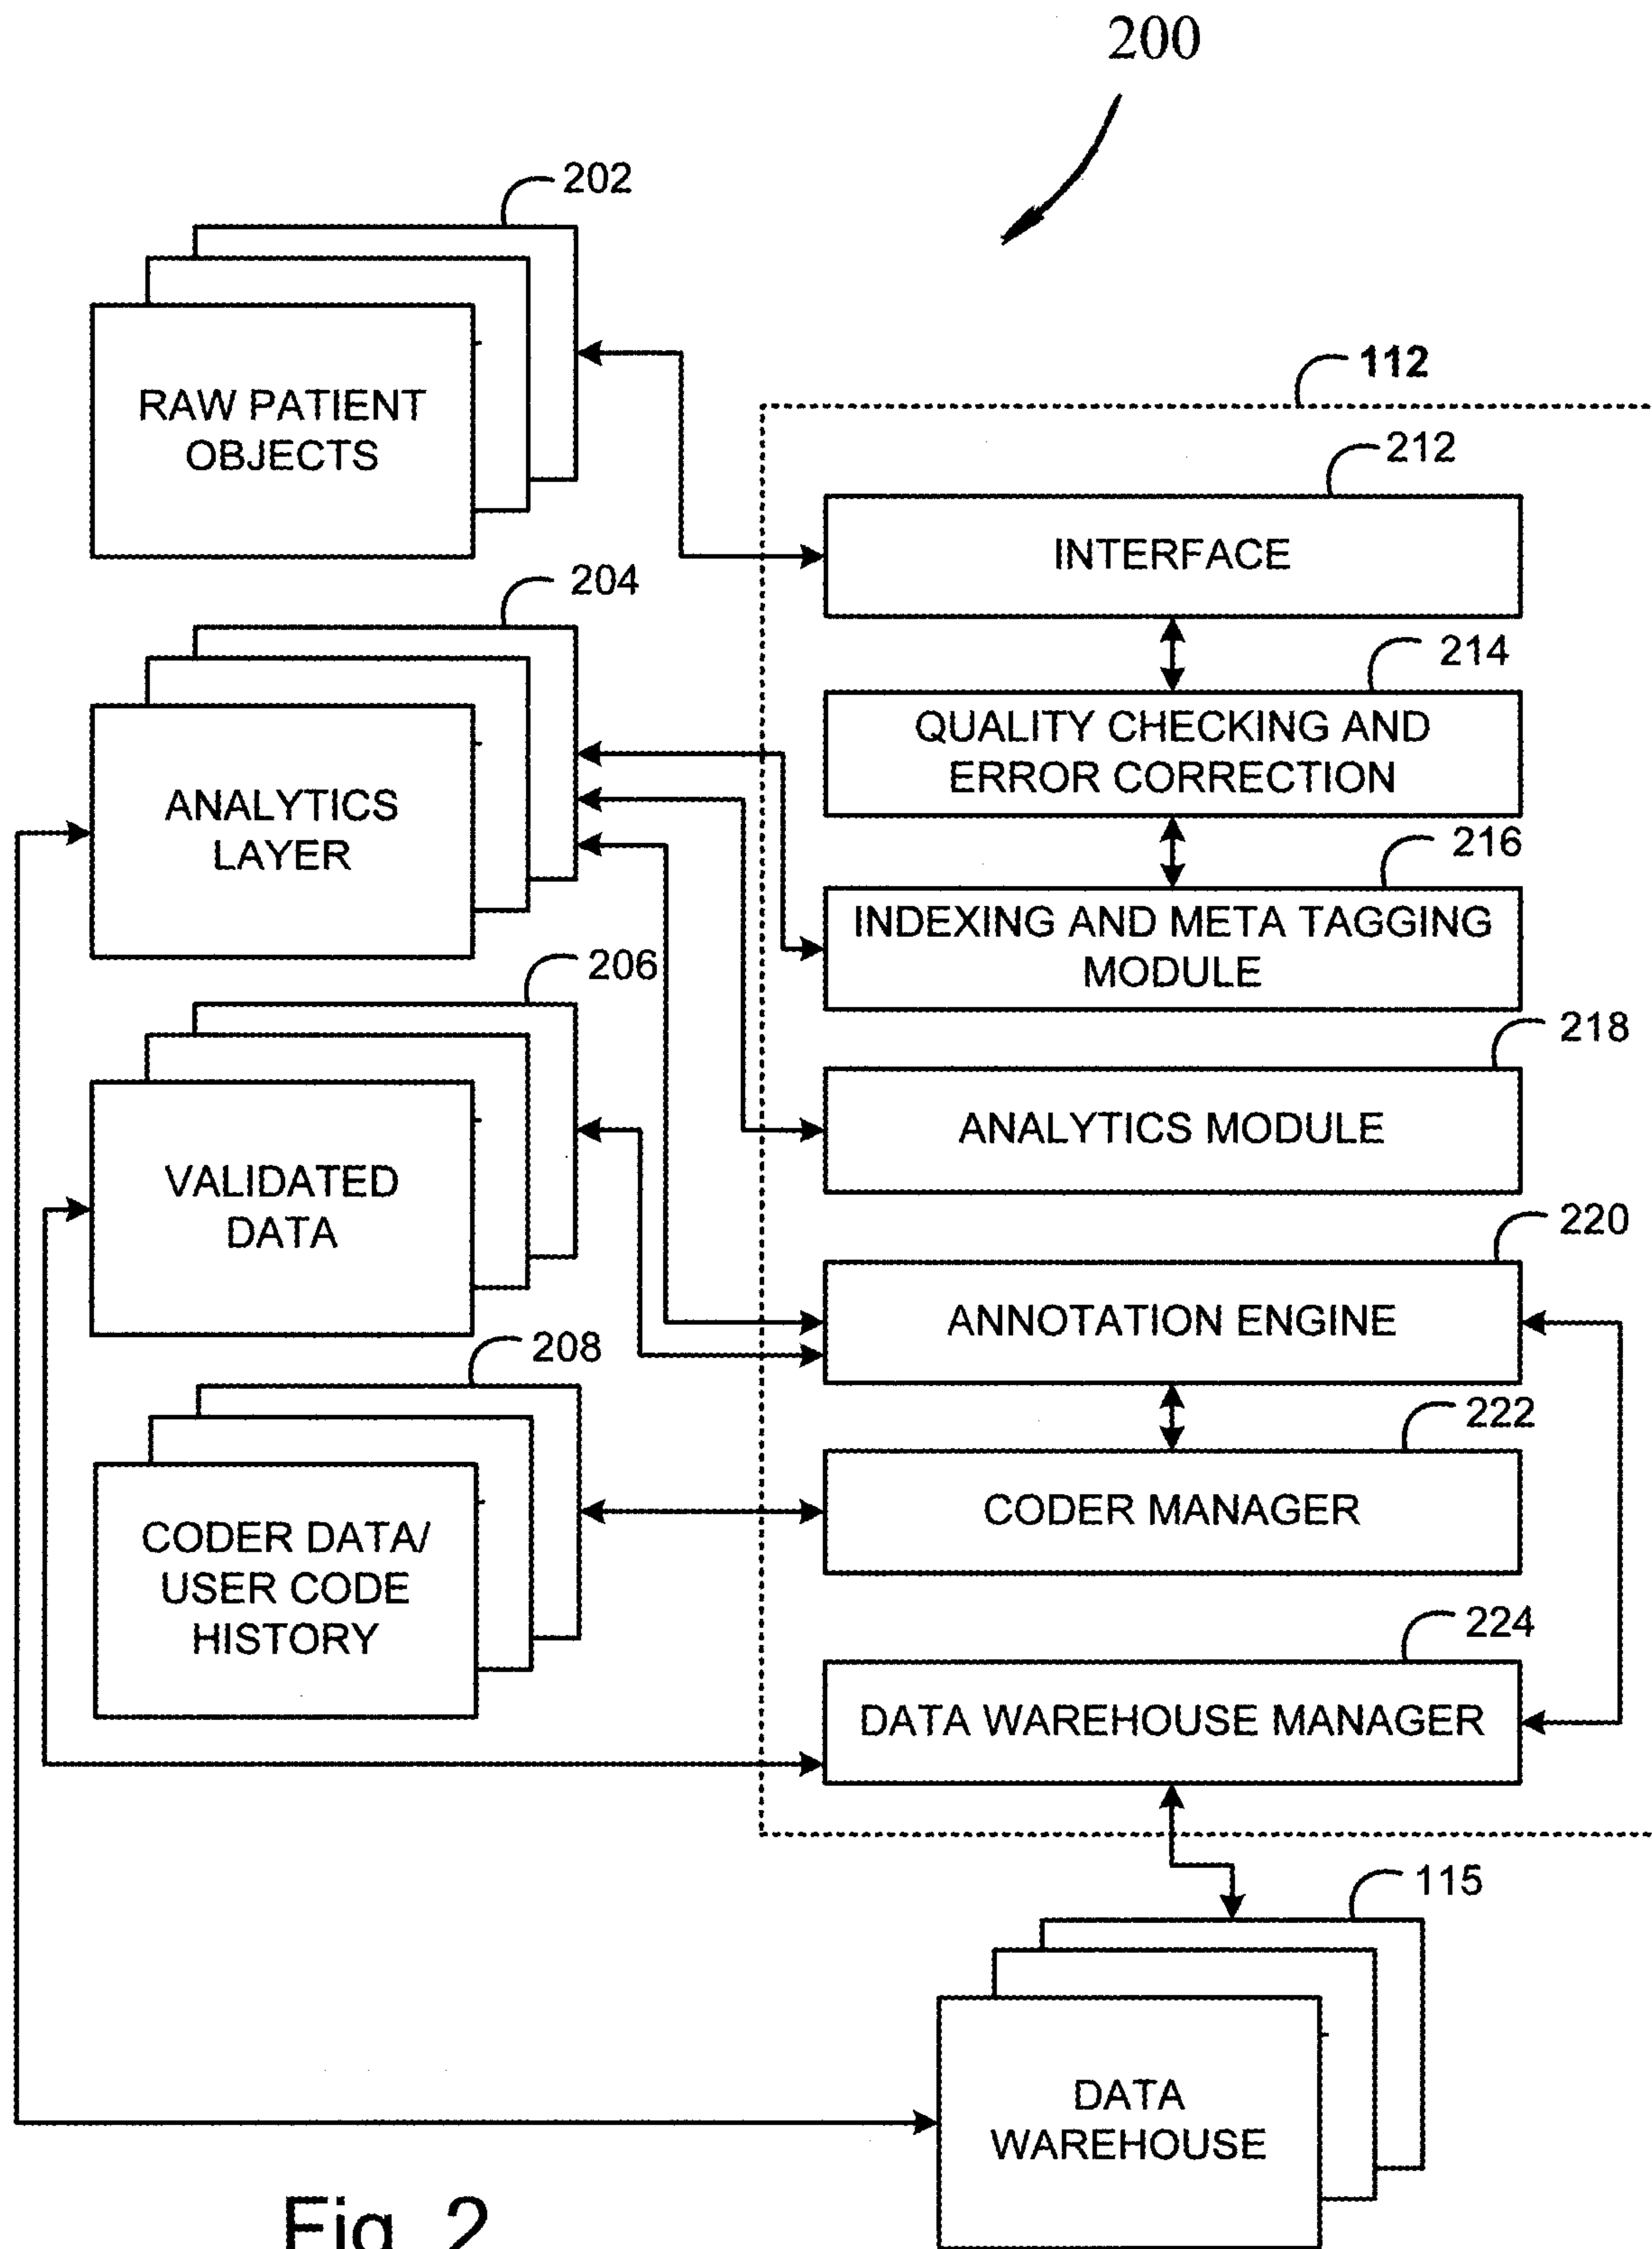 200
202
RAW PATIENT
OBJECTS
112
212
INTERFACE
204
214
QUALITY CHECKING AND
ERROR CORRECTION
ANALYTICS
LAYER
216
INDEXING AND META TAGGING
MODULE
206
218
ANALYTICS MODULE
VALIDATED
DATA
220
ANNOTATION ENGINE
208
222
CODER MANAGER
CODER DATA/
USER CODE
HISTORY
224
DATA WAREHOUSE MANAGER
115
DATA
WAREHOUSE
Fig. 2